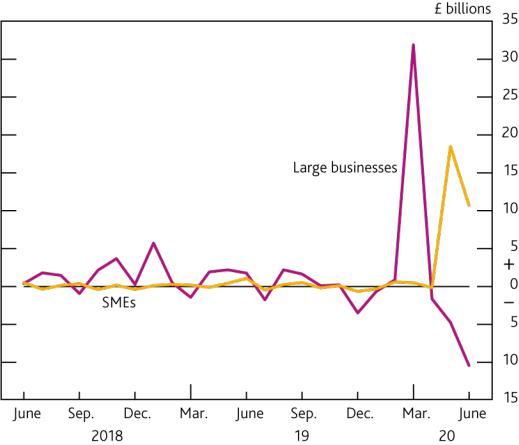 £ billions
35
30
25
20
15
10
5
+
0
–
5
10
15
Large businesses
SMEs
June Sep. Dec. Mar. June Sep. Dec. Mar. June
2018 19 20